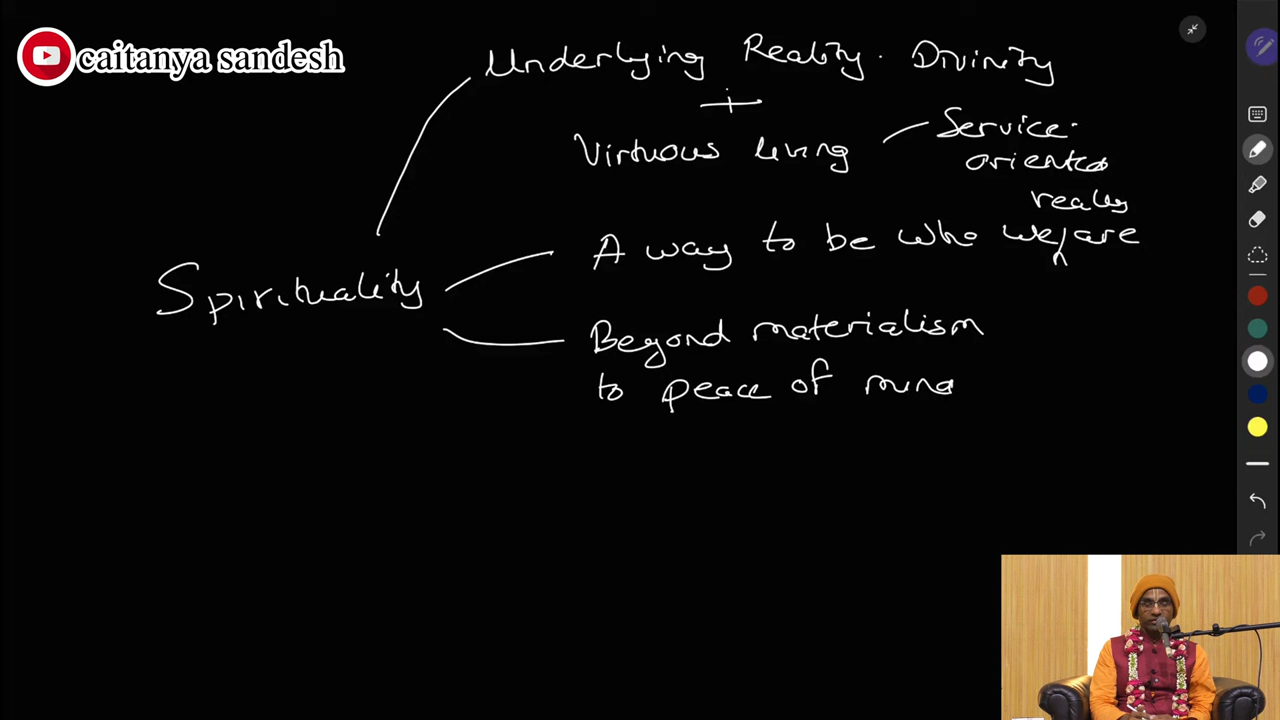 caitanya sandesh
Underlying Reality. Divinity
+
Virtuous living
Service-
oriented
really
A way to be who we are
Spirituality
Beyond materialism
to peace of mind